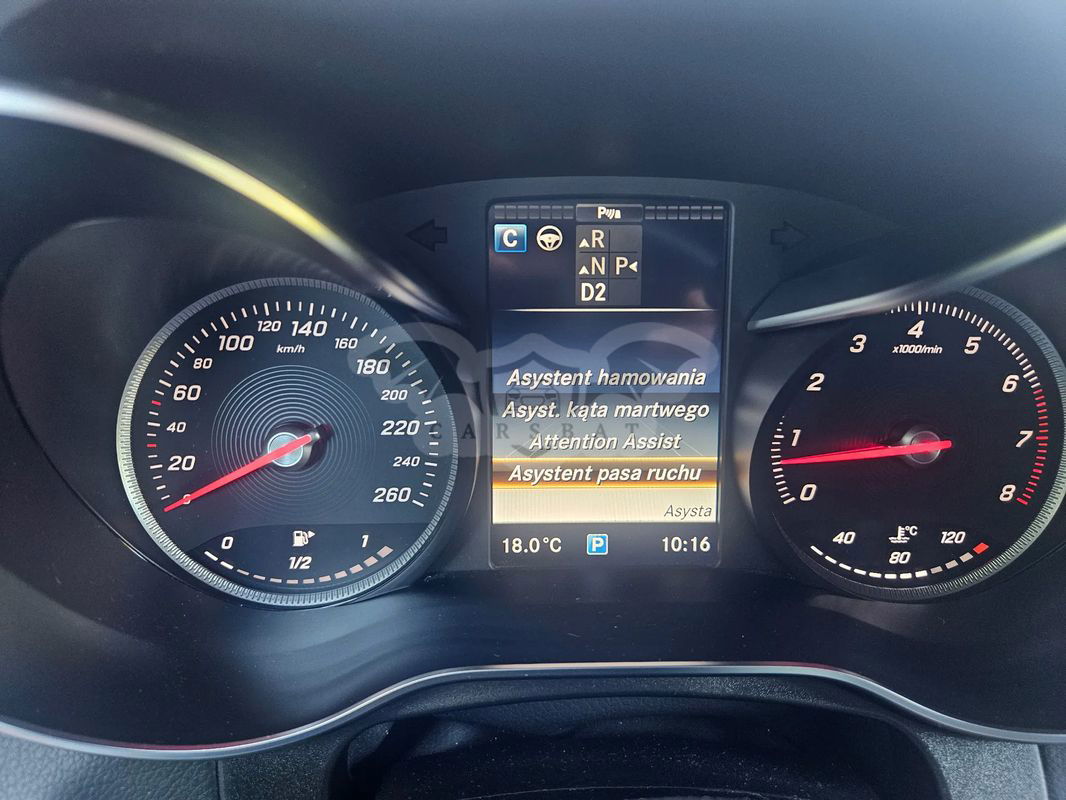 P
C
R
N P
D2
Asystent hamowania
Asyst. kąta martwego
Attention Assist
CARSBAT
Asystent pasa ruchu
Asysta
18.0°C P 10:16
0 20 40 60 80 100 120 140 160 180 200 220 240 260
km/h
0 1/2 1
0 1 2 3 4 5 6 7 8
x1000/min
40 80 120
°C